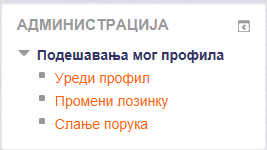 АДМИНИСТРАЦИЈА
Подешавања мог профила
Уреди профил
Промени лозинку
Слање порука